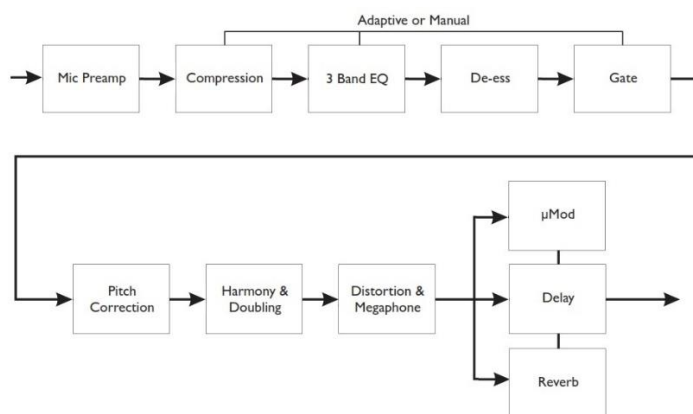 Adaptive or Manual
Mic Preamp
Compression
3 Band EQ
De-ess
Gate
Pitch
Correction
Harmony &
Doubling
Distortion &
Megaphone
µMod
Delay
Reverb